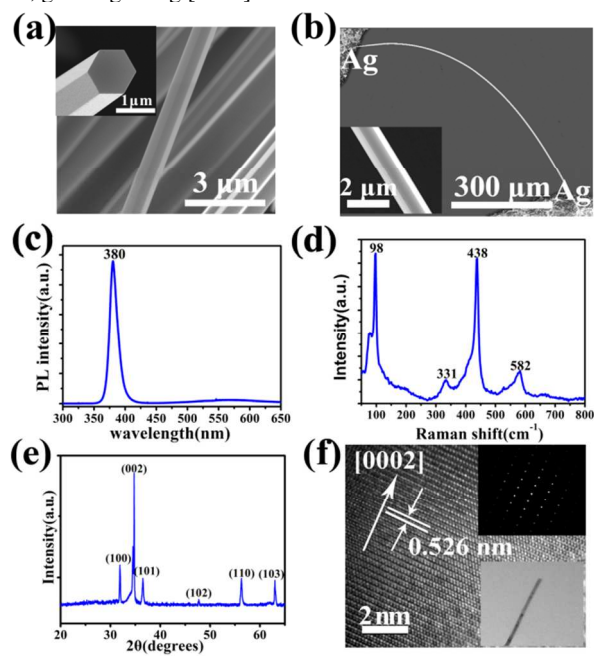 (a)
1μm
3 μm
(b)
Ag
2 μm
300 μm
Ag
(c)
380
PL intensity(a.u.)
300 350 400 450 500 550 600 650
wavelength(nm)
(d)
98
438
331
582
Intensity(a.u.)
100 200 300 400 500 600 700 800
Raman shift(cm-1)
(e)
(002)
(100)
(101)
(102)
(110)
(103)
Intensity(a.u.)
20 30 40 50 60
2θ(degrees)
(f)
[0002]
0.526 nm
2nm